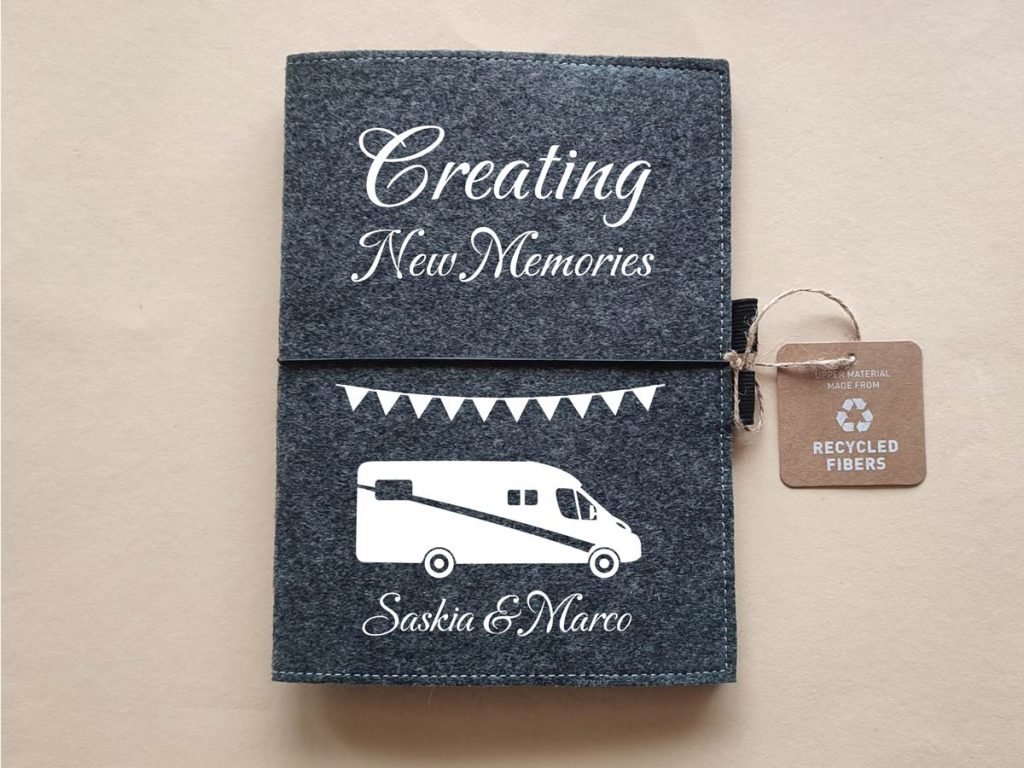 Creating
New Memories
Saskia & Marco
UPPER MATERIAL
MADE FROM
RECYCLED
FIBERS